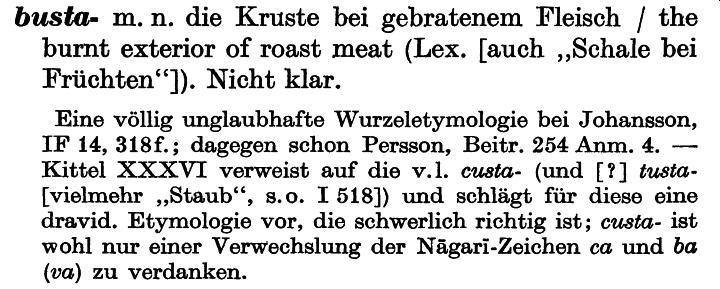 busta- m. n. die Kruste bei gebratenem Fleisch / the
burnt exterior of roast meat (Lex. [auch ,,Schale bei
Früchten“]). Nicht klar.
Eine völlig unglaubhafte Wurzeletymologie bei Johansson,
IF 14, 318f.; dagegen schon Persson, Beitr. 254 Anm. 4. —
Kittel XXXVI verweist auf die v.l. custa- (und [?] tusta-
[vielmehr ,,Staub“, s.o. I 518]) und schlägt für diese eine
dravid. Etymologie vor, die schwerlich richtig ist; custa- ist
wohl nur einer Verwechslung der Nāgarī-Zeichen ca und ba
(va) zu verdanken.